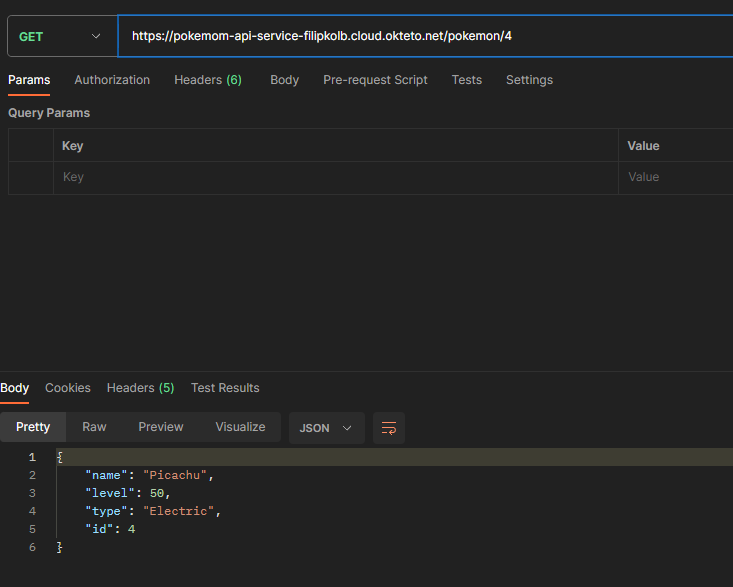 GET https://pokemom-api-service-filipkolb.cloud.okteto.net/pokemon/4
Params Authorization Headers (6) Body Pre-request Script Tests Settings
Query Params
Key Value
Key Value
Body Cookies Headers (5) Test Results
Pretty Raw Preview Visualize JSON
1 {
2 "name": "Picachu",
3 "level": 50,
4 "type": "Electric",
5 "id": 4
6 }